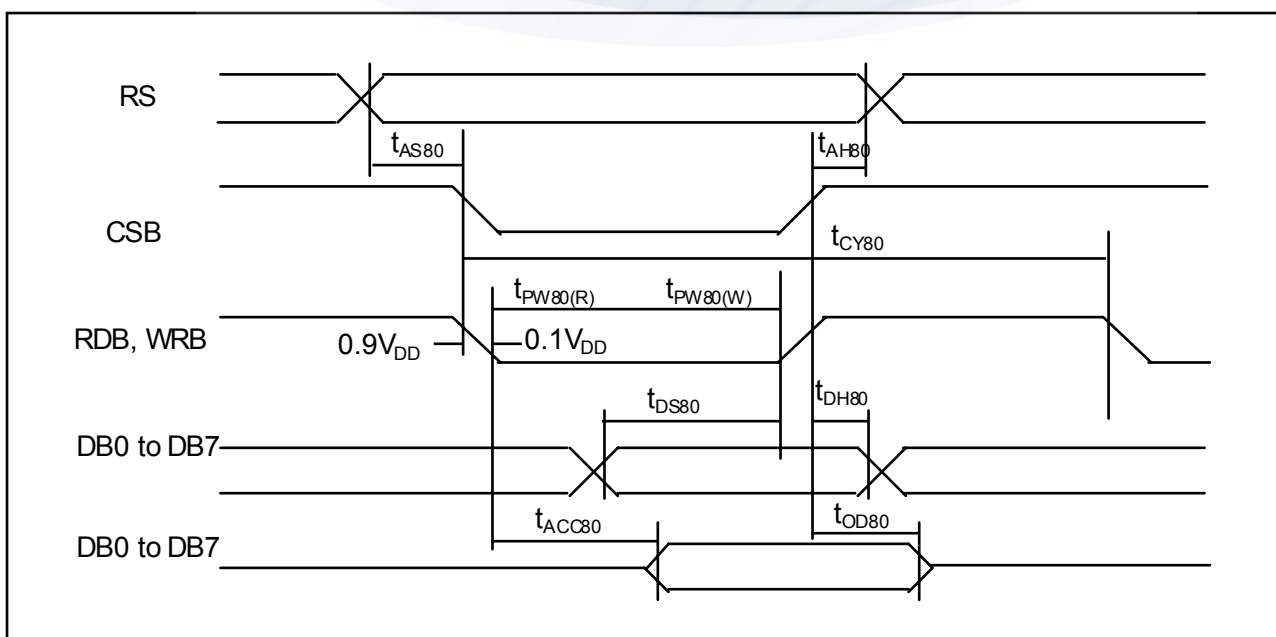 RS
tAS80
tAH80
CSB
tCY80
tPW80(R)
tPW80(W)
RDB, WRB
0.9VDD
0.1VDD
tDS80
tDH80
DB0 to DB7
tACC80
tOD80
DB0 to DB7